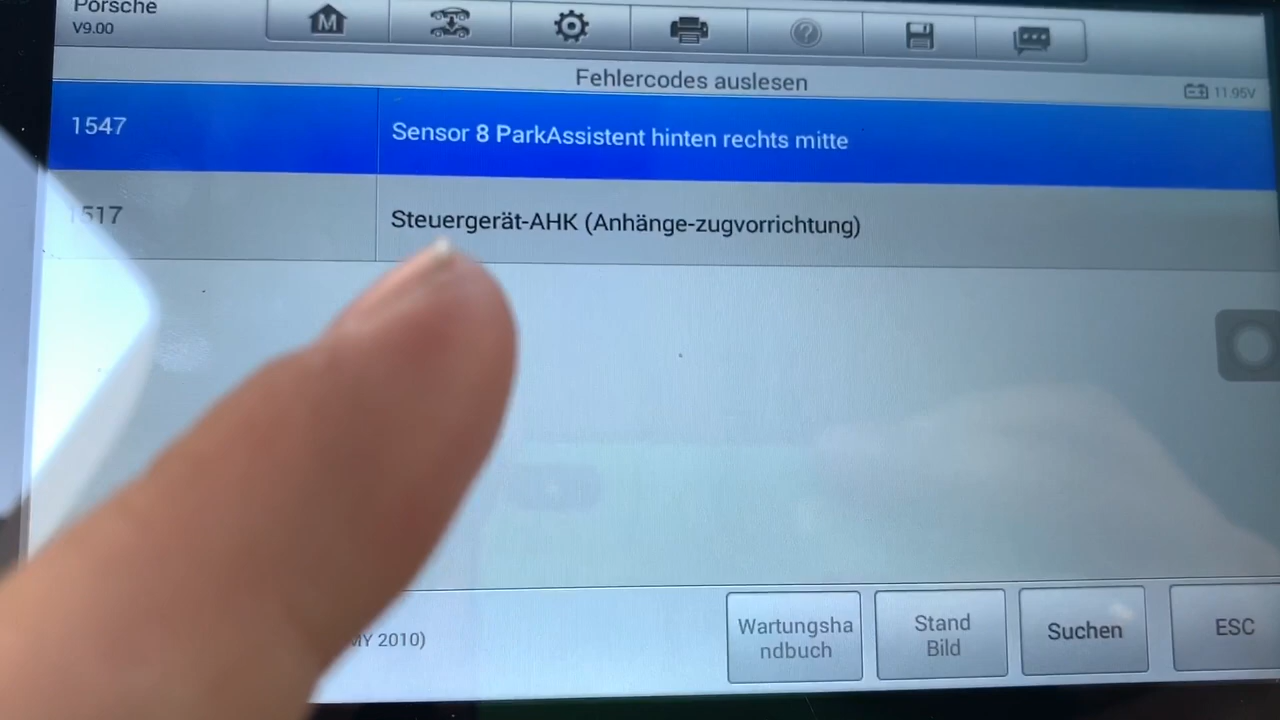 Porsche
V9.00
Fehlercodes auslesen
11.95V
1547
Sensor 8 ParkAssistent hinten rechts mitte
1517
Steuergerät-AHK (Anhänge-zugvorrichtung)
MY 2010)
Wartungsha
ndbuch
Stand
Bild
Suchen
ESC